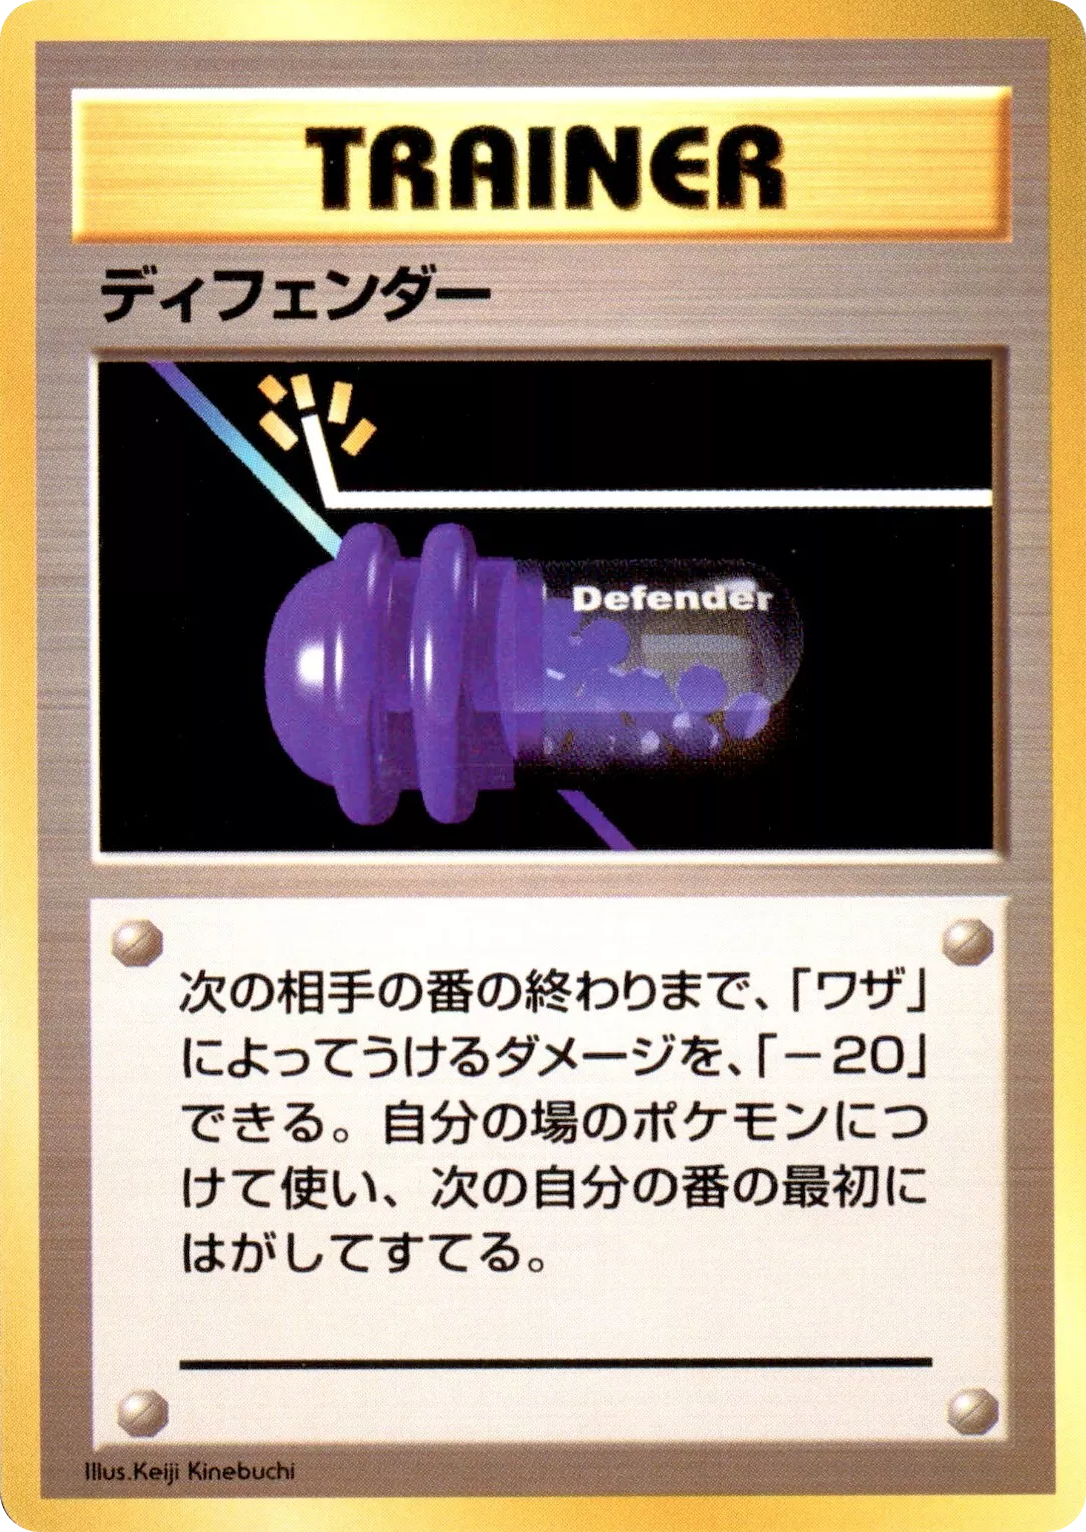 TRAINER
ディフェンダー
Defender
次の相手の番の終わりまで、「ワザ」
によってうけるダメージを、「－20」
できる。自分の場のポケモンにつ
けて使い、次の自分の番の最初に
はがしてすてる。
Illus.Keiji Kinebuchi